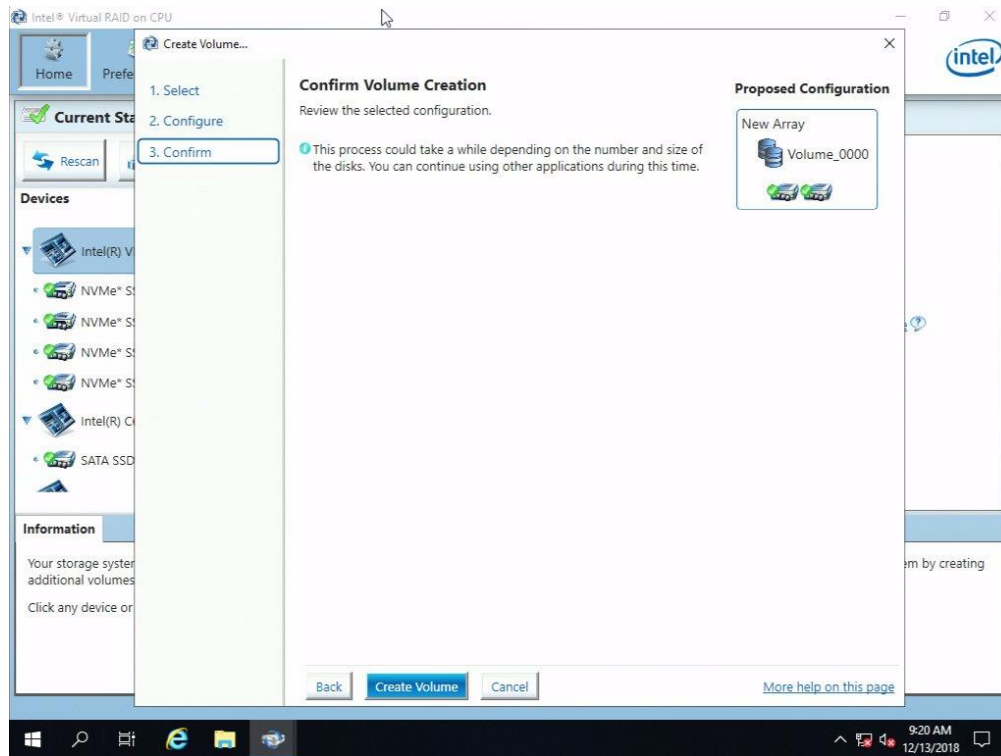 Intel® Virtual RAID on CPU
Home
Create Volume...
intel
1. Select
2. Configure
3. Confirm
Confirm Volume Creation
Review the selected configuration.
This process could take a while depending on the number and size of
the disks. You can continue using other applications during this time.
Proposed Configuration
New Array
Volume_0000
Current
Rescan
Devices
Intel(R)
NVMe*
NVMe*
NVMe*
NVMe*
Intel(R)
SATA SSD
Information
Your storage
additional volumes
Click any device or
by creating
Back
Create Volume
Cancel
More help on this page
9:20 AM
12/13/2018